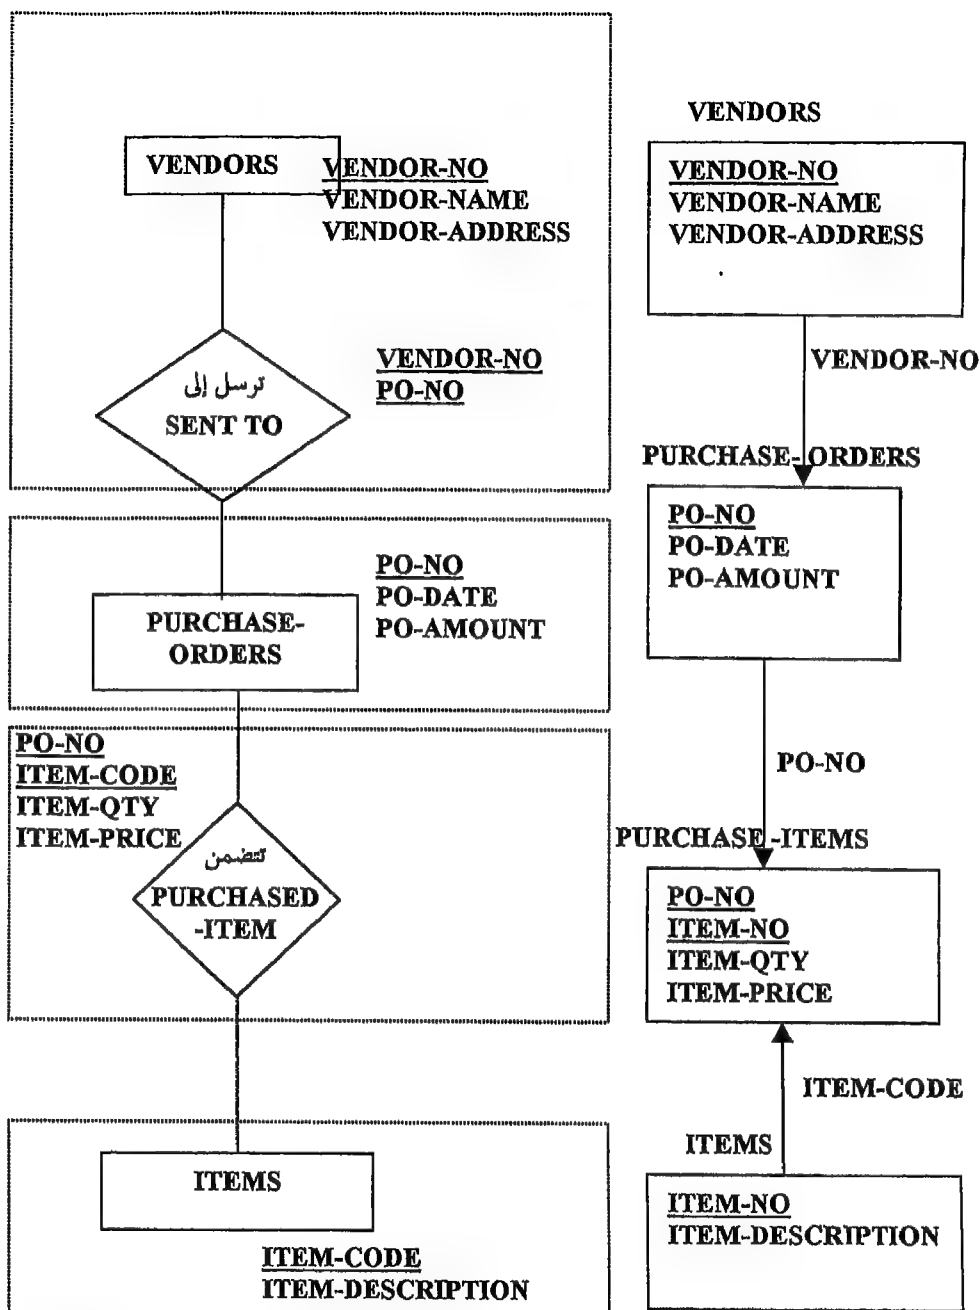 VENDORS
VENDOR-NO
VENDOR-NAME
VENDOR-ADDRESS
ترسل إلى
SENT TO
VENDOR-NO
PO-NO
PO-NO
PO-DATE
PO-AMOUNT
PURCHASE-
ORDERS
PO-NO
ITEM-CODE
ITEM-QTY
ITEM-PRICE
تتضمن
PURCHASED
-ITEM
ITEMS
ITEM-CODE
ITEM-DESCRIPTION
VENDORS
VENDOR-NO
VENDOR-NAME
VENDOR-ADDRESS
VENDOR-NO
PURCHASE-ORDERS
PO-NO
PO-DATE
PO-AMOUNT
PO-NO
PURCHASE-ITEMS
PO-NO
ITEM-NO
ITEM-QTY
ITEM-PRICE
ITEM-CODE
ITEMS
ITEM-NO
ITEM-DESCRIPTION